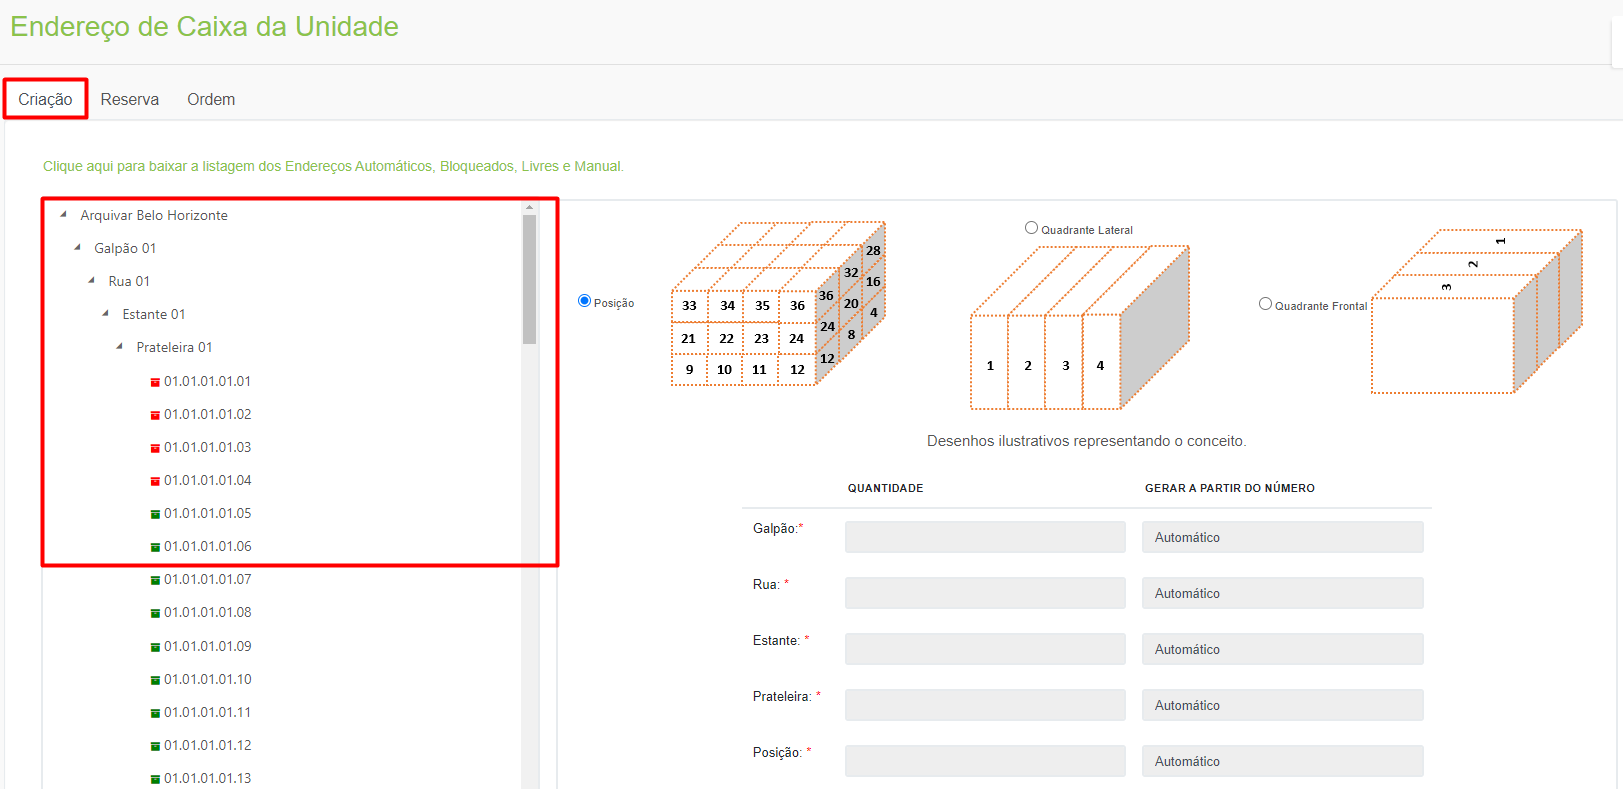 Endereço de Caixa da Unidade
Criação Reserva Ordem
Clique aqui para baixar a listagem dos Endereços Automáticos, Bloqueados, Livres e Manual.
Arquivar Belo Horizonte
Galpão 01
Rua 01
Estante 01
Prateleira 01
01.01.01.01.01
01.01.01.01.02
01.01.01.01.03
01.01.01.01.04
01.01.01.01.05
01.01.01.01.06
01.01.01.01.07
01.01.01.01.08
01.01.01.01.09
01.01.01.01.10
01.01.01.01.11
01.01.01.01.12
01.01.01.01.13
Posição
33 34 35 36 36 32 28
21 22 23 24 24 20 16
9 10 11 12 12 8 4
Quadrante Lateral
1 2 3 4
Quadrante Frontal
1
2
3
Desenhos ilustrativos representando o conceito.
QUANTIDADE GERAR A PARTIR DO NÚMERO
Galpão:* Automático
Rua: * Automático
Estante: * Automático
Prateleira: * Automático
Posição: * Automático